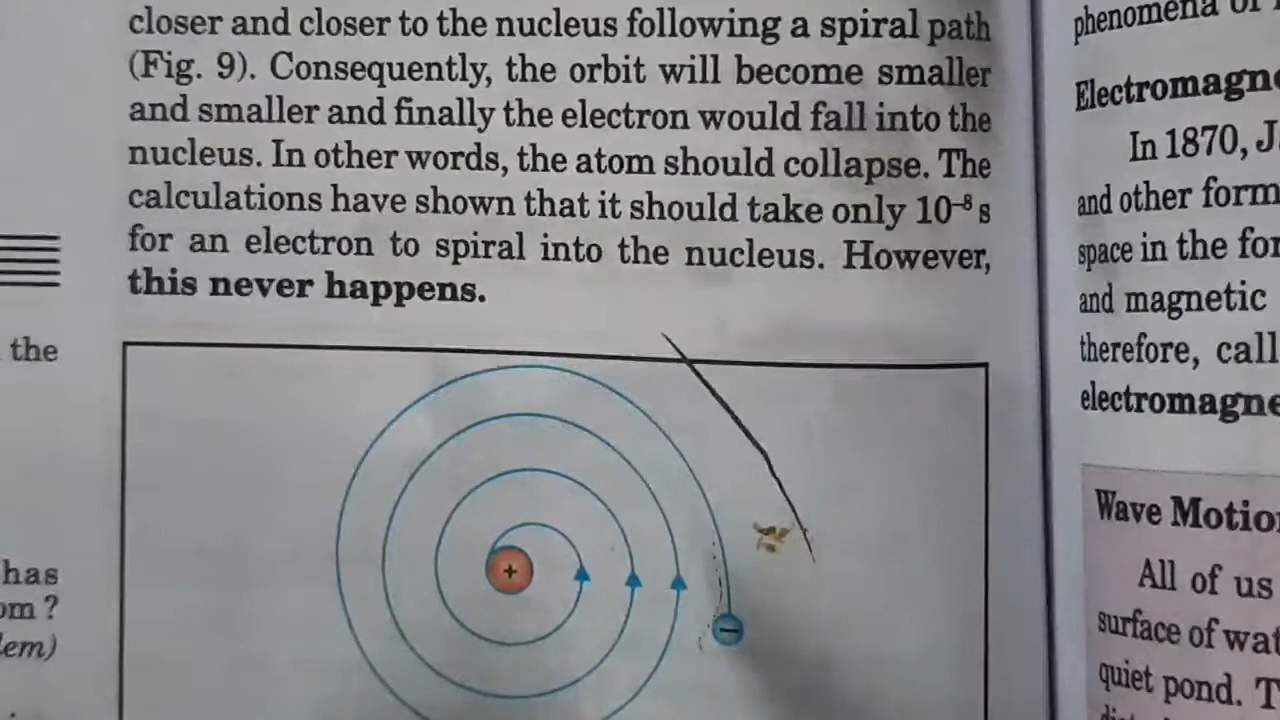 closer and closer to the nucleus following a spiral path
(Fig. 9). Consequently, the orbit will become smaller
and smaller and finally the electron would fall into the
nucleus. In other words, the atom should collapse. The
calculations have shown that it should take only 10⁻⁸ s
for an electron to spiral into the nucleus. However,
this never happens.
+
−
the
has
om ?
lem)
phenomena of
Electromagne
In 1870, J.
and other form
space in the for
and magnetic
therefore, call
electromagne
Wave Motio
All of us
surface of wat
quiet pond. T